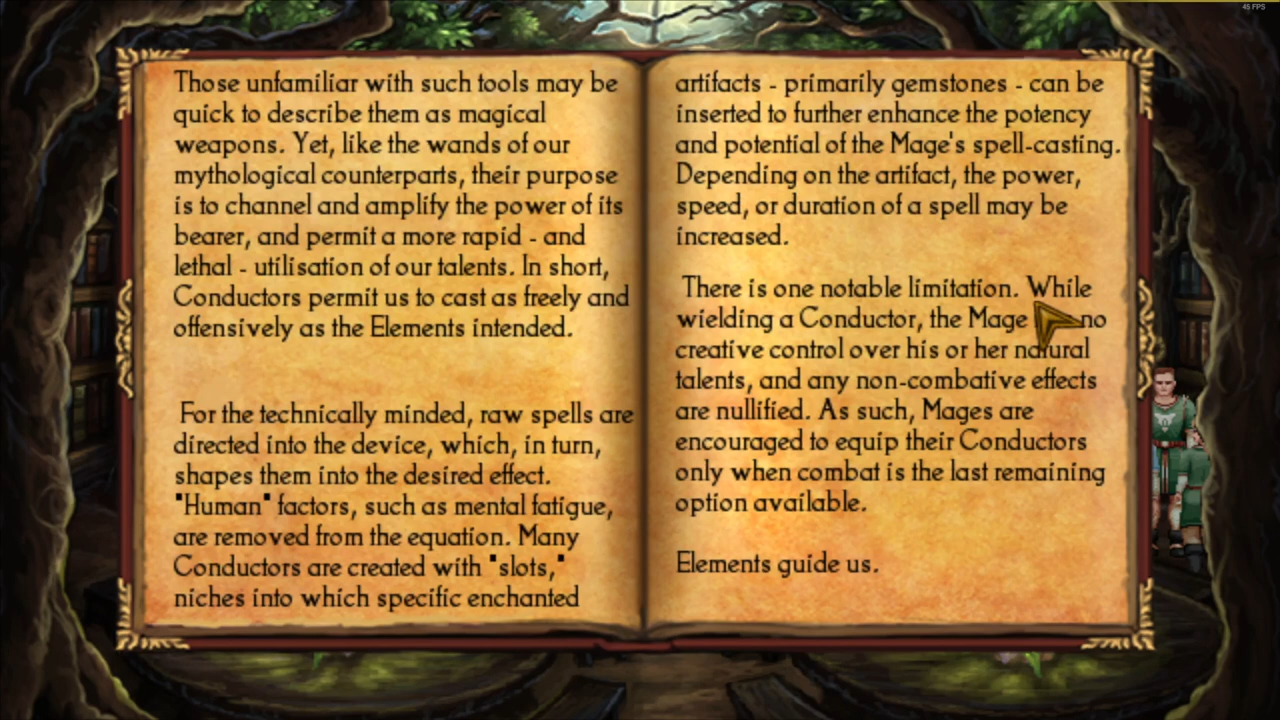 45 FPS
Those unfamiliar with such tools may be
quick to describe them as magical
weapons. Yet, like the wands of our
mythological counterparts, their purpose
is to channel and amplify the power of its
bearer, and permit a more rapid - and
lethal - utilisation of our talents. In short,
Conductors permit us to cast as freely and
offensively as the Elements intended.
For the technically minded, raw spells are
directed into the device, which, in turn,
shapes them into the desired effect.
"Human" factors, such as mental fatigue,
are removed from the equation. Many
Conductors are created with "slots,"
niches into which specific enchanted
artifacts - primarily gemstones - can be
inserted to further enhance the potency
and potential of the Mage's spell-casting.
Depending on the artifact, the power,
speed, or duration of a spell may be
increased.
There is one notable limitation. While
wielding a Conductor, the Mage no
creative control over his or her natural
talents, and any non-combative effects
are nullified. As such, Mages are
encouraged to equip their Conductors
only when combat is the last remaining
option available.
Elements guide us.